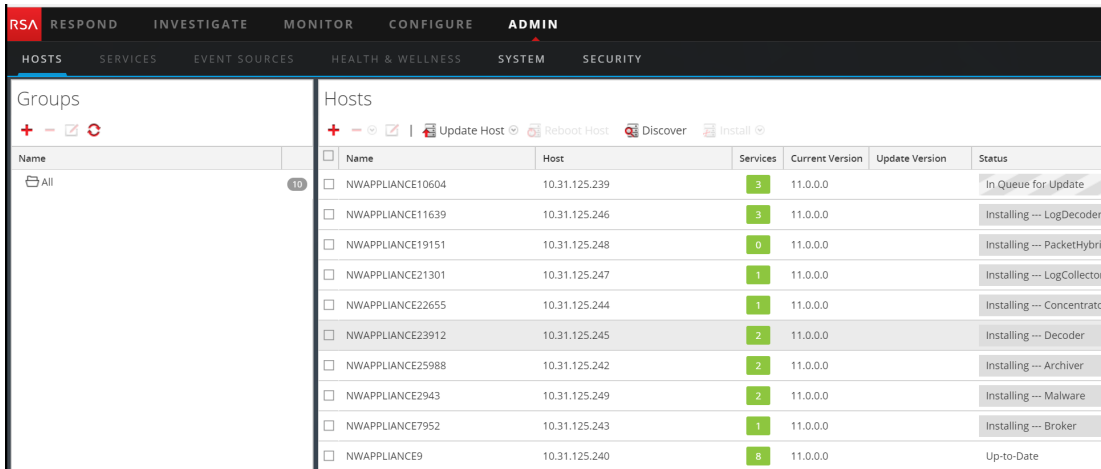 RSA RESPOND INVESTIGATE MONITOR CONFIGURE ADMIN
HOSTS SERVICES EVENT SOURCES HEALTH & WELLNESS SYSTEM SECURITY
Groups
Name
All 10
Hosts
Update Host Reboot Host Discover Install
Name Host Services Current Version Update Version Status
NWAPPLIANCE10604 10.31.125.239 3 11.0.0.0 In Queue for Update
NWAPPLIANCE11639 10.31.125.246 3 11.0.0.0 Installing --- LogDecoder
NWAPPLIANCE19151 10.31.125.248 0 11.0.0.0 Installing --- PacketHybri
NWAPPLIANCE21301 10.31.125.247 1 11.0.0.0 Installing --- LogCollecto
NWAPPLIANCE22655 10.31.125.244 1 11.0.0.0 Installing --- Concentrato
NWAPPLIANCE23912 10.31.125.245 2 11.0.0.0 Installing --- Decoder
NWAPPLIANCE25988 10.31.125.242 2 11.0.0.0 Installing --- Archiver
NWAPPLIANCE2943 10.31.125.249 2 11.0.0.0 Installing --- Malware
NWAPPLIANCE7952 10.31.125.243 1 11.0.0.0 Installing --- Broker
NWAPPLIANCE9 10.31.125.240 8 11.0.0.0 Up-to-Date